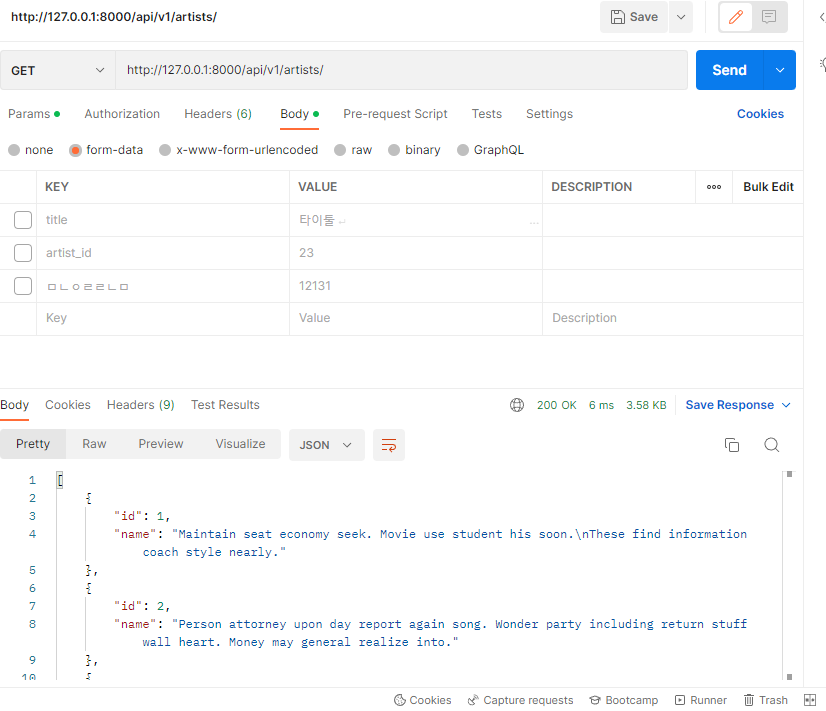 http://127.0.0.1:8000/api/v1/artists/ Save
GET http://127.0.0.1:8000/api/v1/artists/ Send
Params Authorization Headers (6) Body Pre-request Script Tests Settings Cookies
none form-data x-www-form-urlencoded raw binary GraphQL
KEY VALUE DESCRIPTION ooo Bulk Edit
title 타이둘 ↵ ...
artist_id 23
ㅁㄴㅇㄹㄹㄴㅁ 12131
Key Value Description
Body Cookies Headers (9) Test Results 200 OK 6 ms 3.58 KB Save Response
Pretty Raw Preview Visualize JSON
1 [
2 {
3 "id": 1,
4 "name": "Maintain seat economy seek. Movie use student his soon.\nThese find information
coach style nearly."
5 },
6 {
7 "id": 2,
8 "name": "Person attorney upon day report again song. Wonder party including return stuff
wall heart. Money may general realize into."
9 },
10 {
Cookies Capture requests Bootcamp Runner Trash